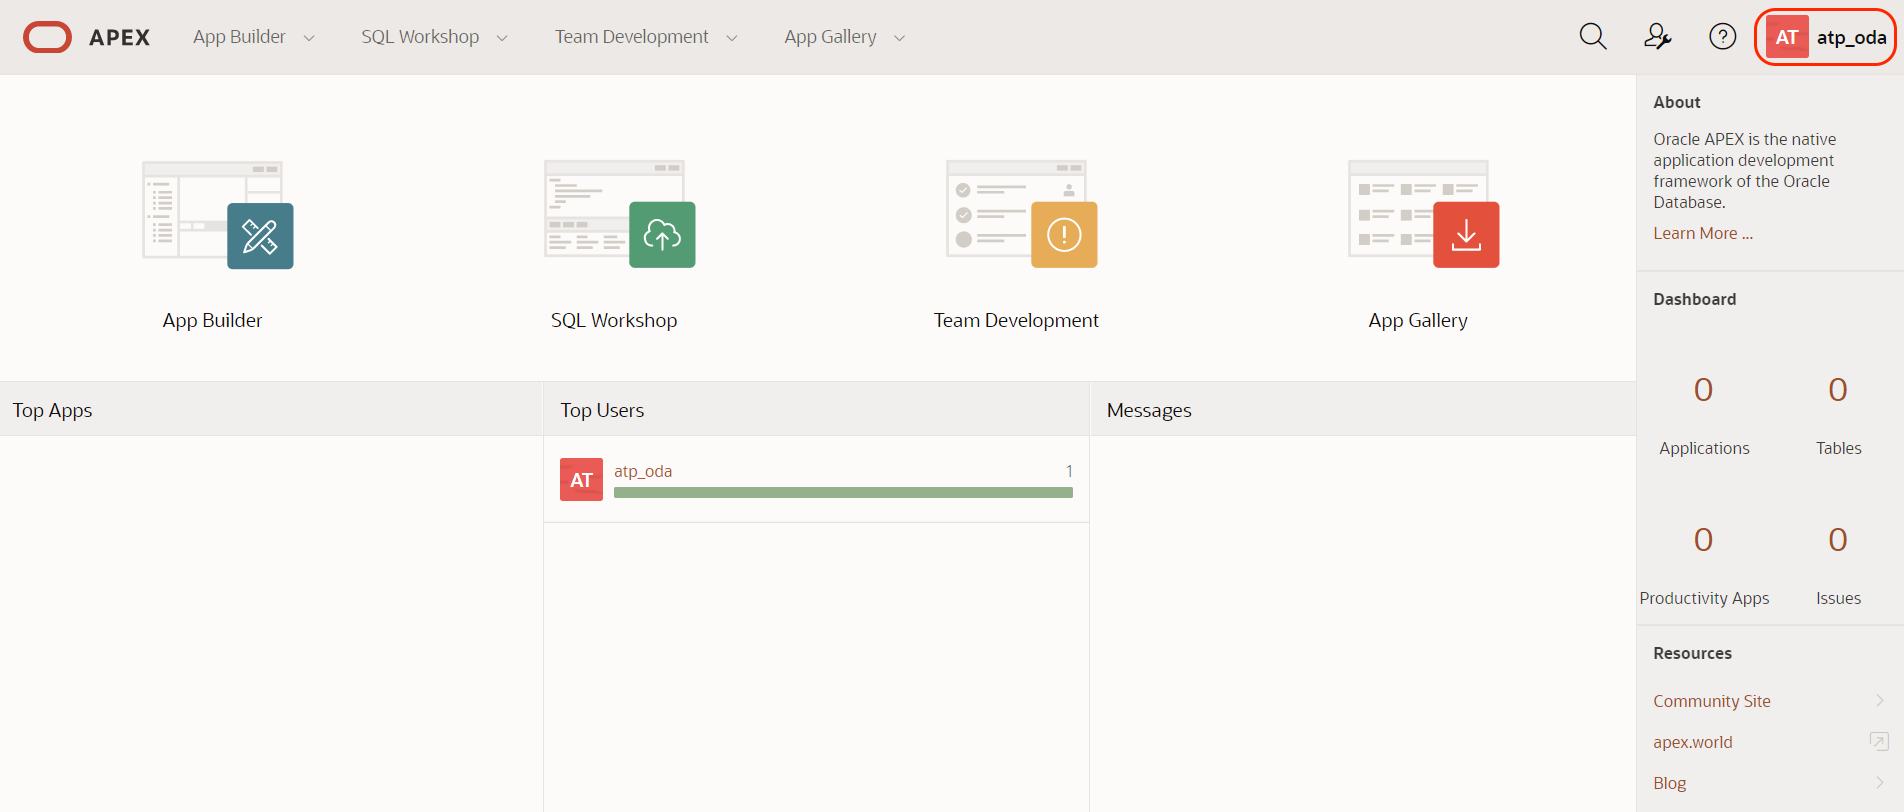 APEX
App Builder
SQL Workshop
Team Development
App Gallery
AT
atp_oda
App Builder
SQL Workshop
Team Development
App Gallery
Top Apps
Top Users
AT
atp_oda
1
Messages
About
Oracle APEX is the native
application development
framework of the Oracle
Database.
Learn More ...
Dashboard
0
0
Applications
Tables
0
0
Productivity Apps
Issues
Resources
Community Site
apex.world
Blog